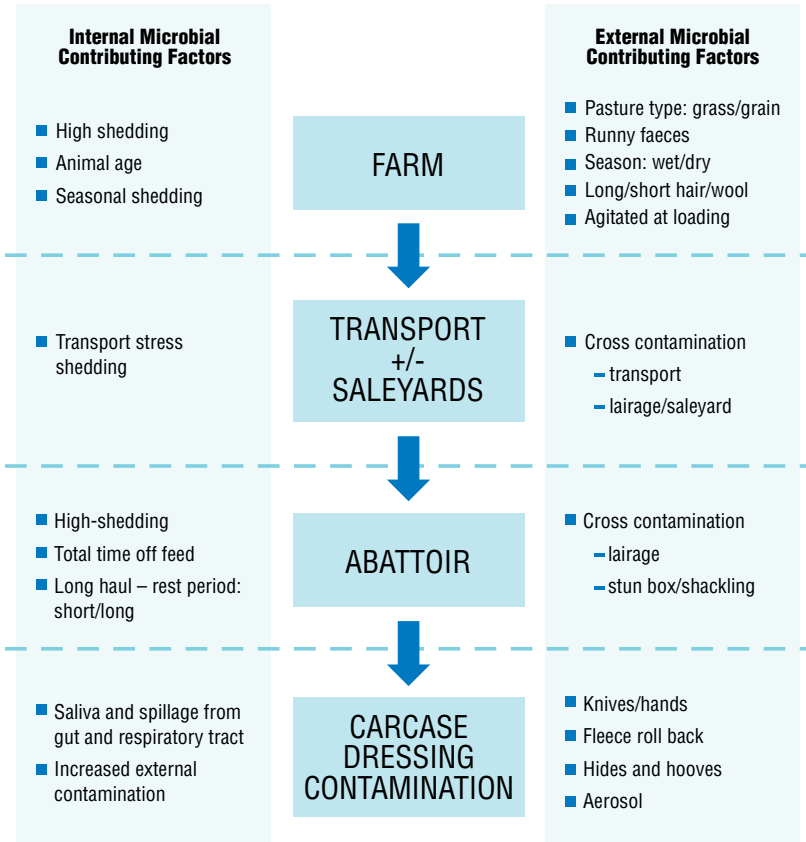 Internal Microbial
Contributing Factors
External Microbial
Contributing Factors
High shedding
Animal age
Seasonal shedding
FARM
Pasture type: grass/grain
Runny faeces
Season: wet/dry
Long/short hair/wool
Agitated at loading
Transport stress
shedding
TRANSPORT
+/-
SALEYARDS
Cross contamination
– transport
– lairage/saleyard
High-shedding
Total time off feed
Long haul – rest period:
short/long
ABATTOIR
Cross contamination
– lairage
– stun box/shackling
Saliva and spillage from
gut and respiratory tract
Increased external
contamination
CARCASE
DRESSING
CONTAMINATION
Knives/hands
Fleece roll back
Hides and hooves
Aerosol